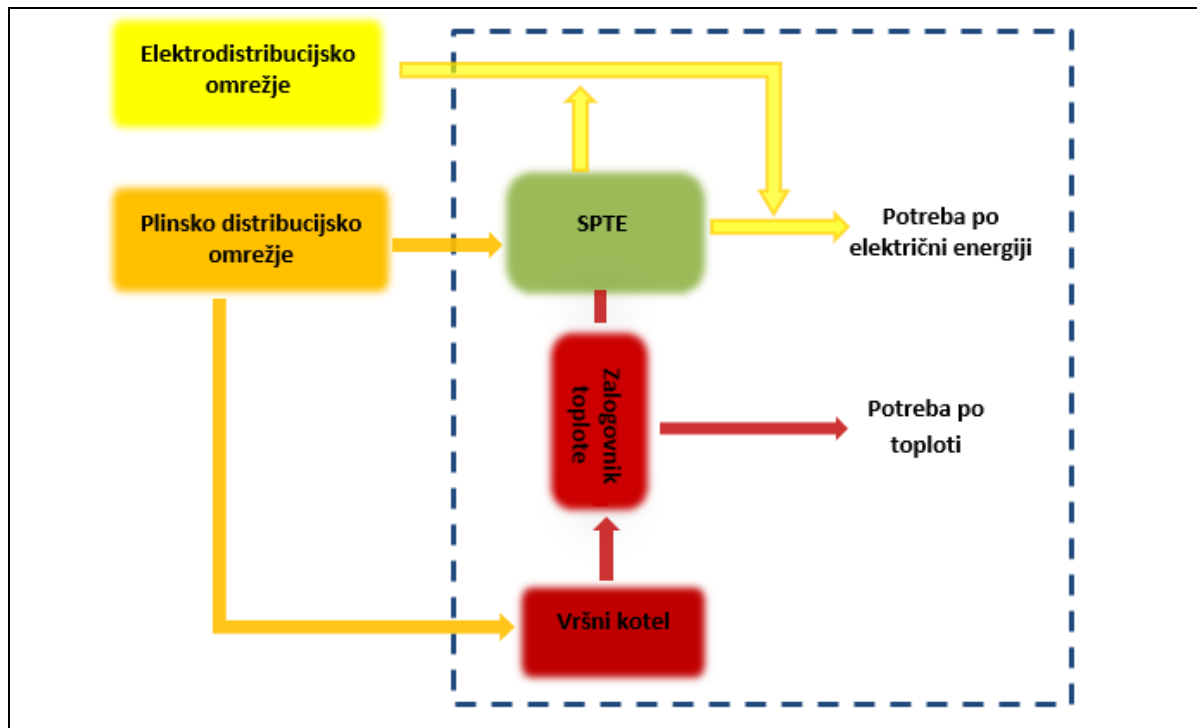 Elektrodistribucijsko
omrežje
Plinsko distribucijsko
omrežje
SPTE
Potreba po
električni energiji
Zalogovnik
toplote
Potreba po
toploti
Vršni kotel